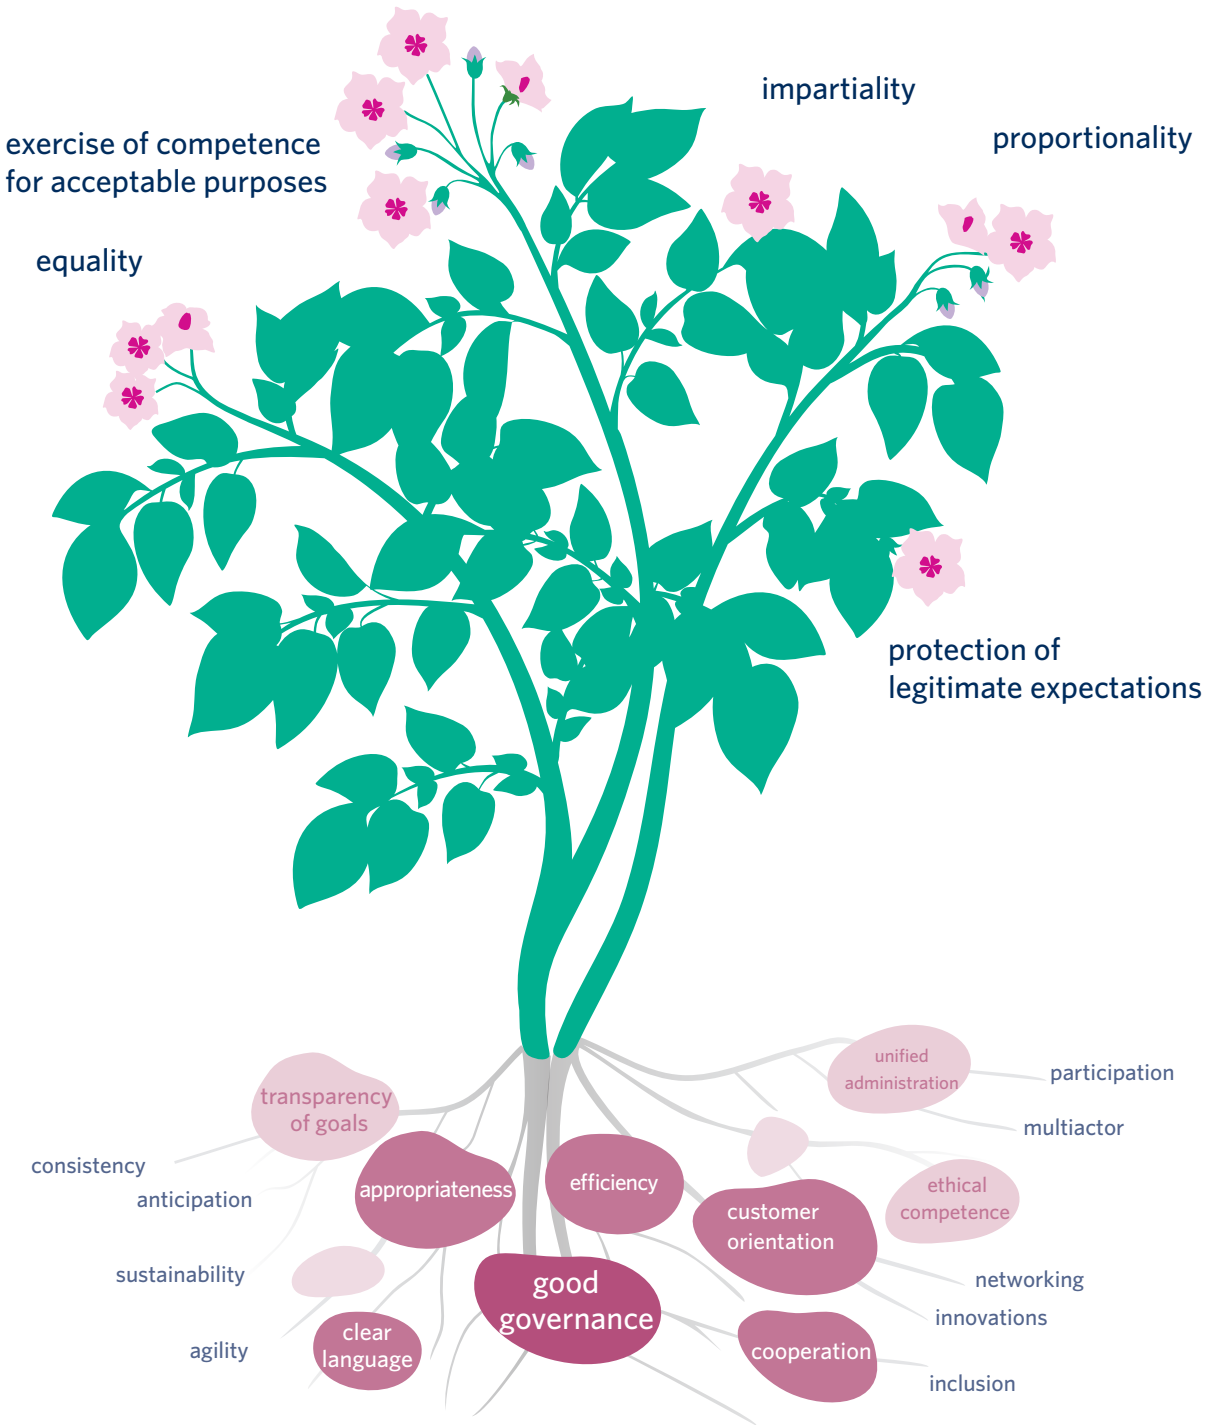 impartiality
proportionality
exercise of competence
for acceptable purposes
equality
protection of
legitimate expectations
unified
administration
participation
transparency
of goals
multiactor
consistency
anticipation
appropriateness
efficiency
ethical
competence
customer
orientation
sustainability
networking
good
governance
innovations
clear
language
agility
cooperation
inclusion